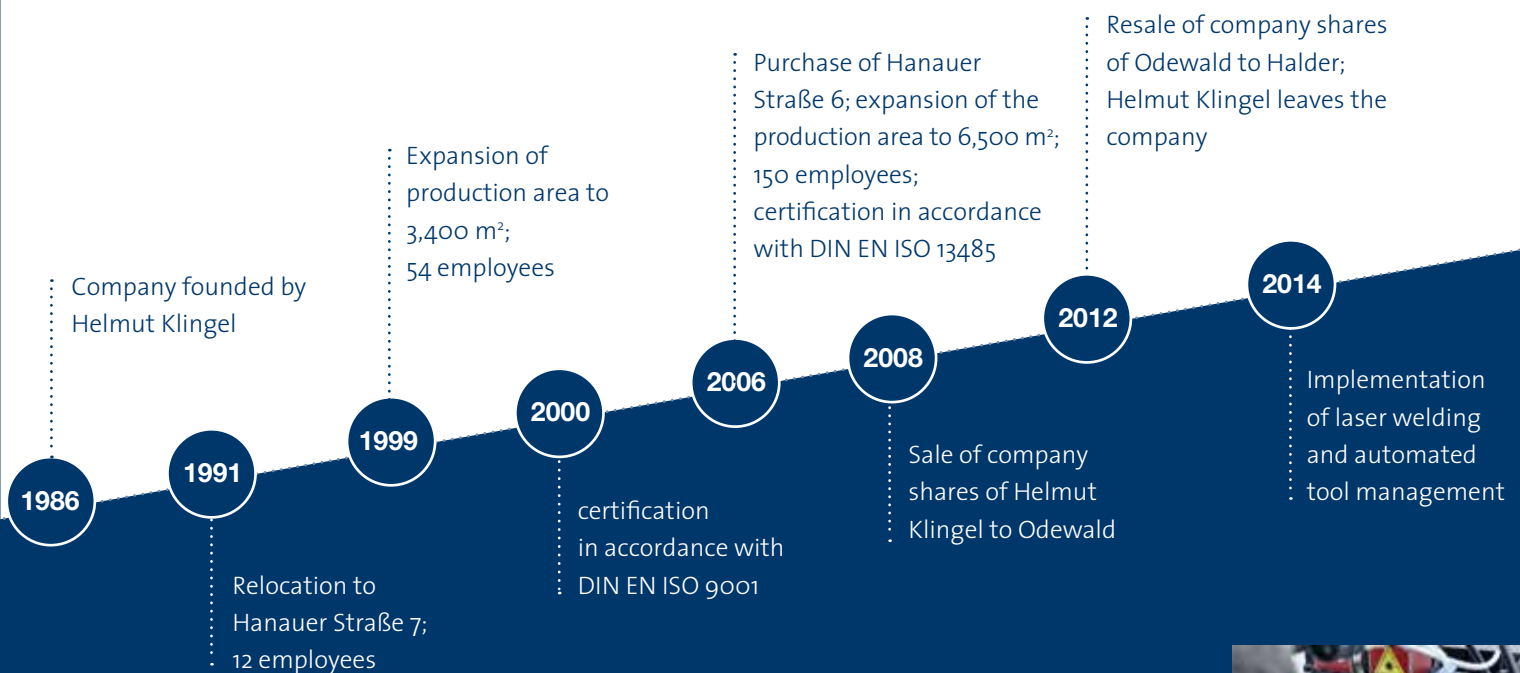 1986
Company founded by
Helmut Klingel
1991
Relocation to
Hanauer Straße 7;
12 employees
1999
Expansion of
production area to
3,400 m²;
54 employees
2000
certification
in accordance with
DIN EN ISO 9001
2006
Purchase of Hanauer
Straße 6; expansion of the
production area to 6,500 m²;
150 employees;
certification in accordance
with DIN EN ISO 13485
2008
Sale of company
shares of Helmut
Klingel to Odewald
2012
Resale of company shares
of Odewald to Halder;
Helmut Klingel leaves the
company
2014
Implementation
of laser welding
and automated
tool management